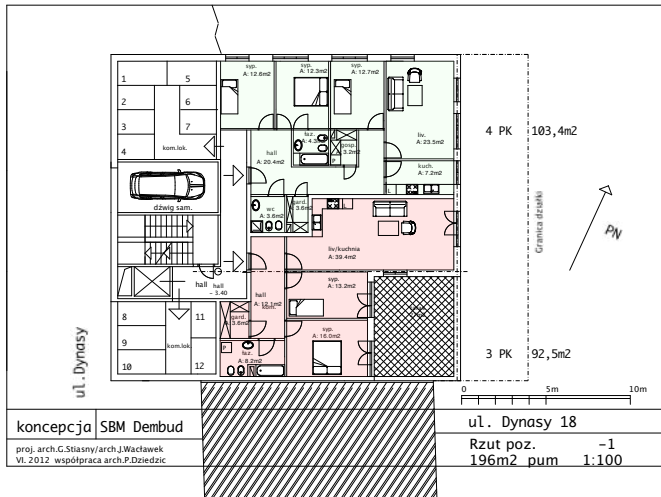 syp.
A: 12.6m2
syp.
A: 12.3m2
syp.
A: 12.7m2
1
5
2
6
3
7
4
kom.lok.
łaz.
gosp.
A: 3.2m2
P
liv.
A: 23.5m2
hall
A: 20.4m2
kuch.
A: 7.2m2
L
4 PK 103,4m2
dźwig sam.
wc
A: 3.6m2
gard.
A: 3.6m2
L
liv/kuchnia
A: 39.4m2
Granica działki
PN
hall
hall
- 3.40
hall
A: 12.1m2
kom.
syp.
A: 13.2m2
8
11
9
10
12
kom.lok.
gard.
A: 3.6m2
P
łaz.
A: 8.2m2
syp.
A: 16.0m2
3 PK 92,5m2
ul. Dynasy
0 5m 10m
koncepcja SBM Dembud
proj. arch.G.Stiasny/arch.J.Wacławek
VI. 2012 współpraca arch.P.Dziedzic
ul. Dynasy 18
Rzut poz. -1
196m2 pum 1:100